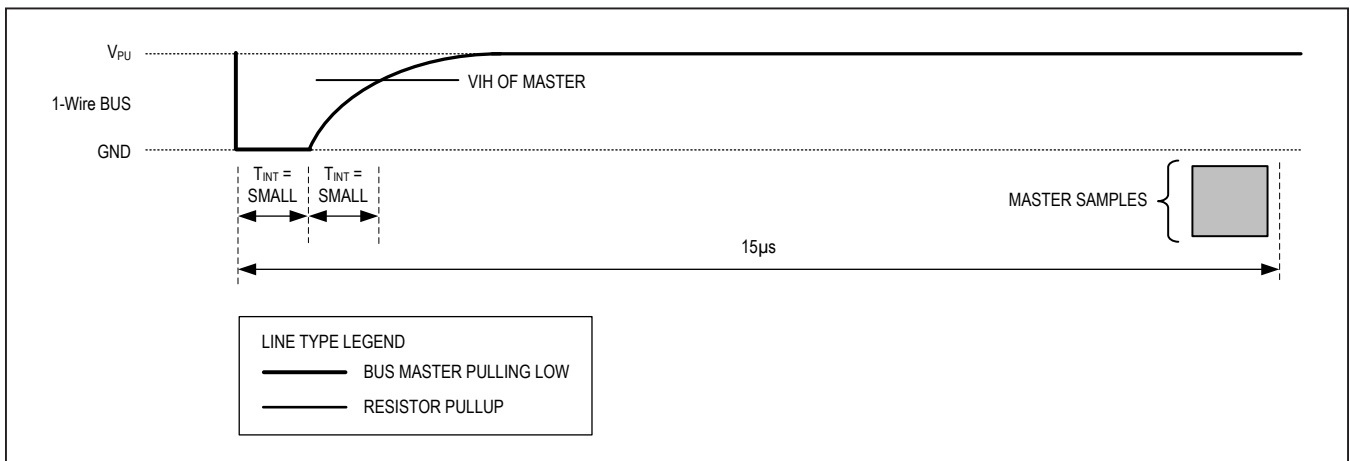 VPU
1-Wire BUS
GND
VIH OF MASTER
TINT =
SMALL
TINT =
SMALL
MASTER SAMPLES
15µs
LINE TYPE LEGEND
BUS MASTER PULLING LOW
RESISTOR PULLUP